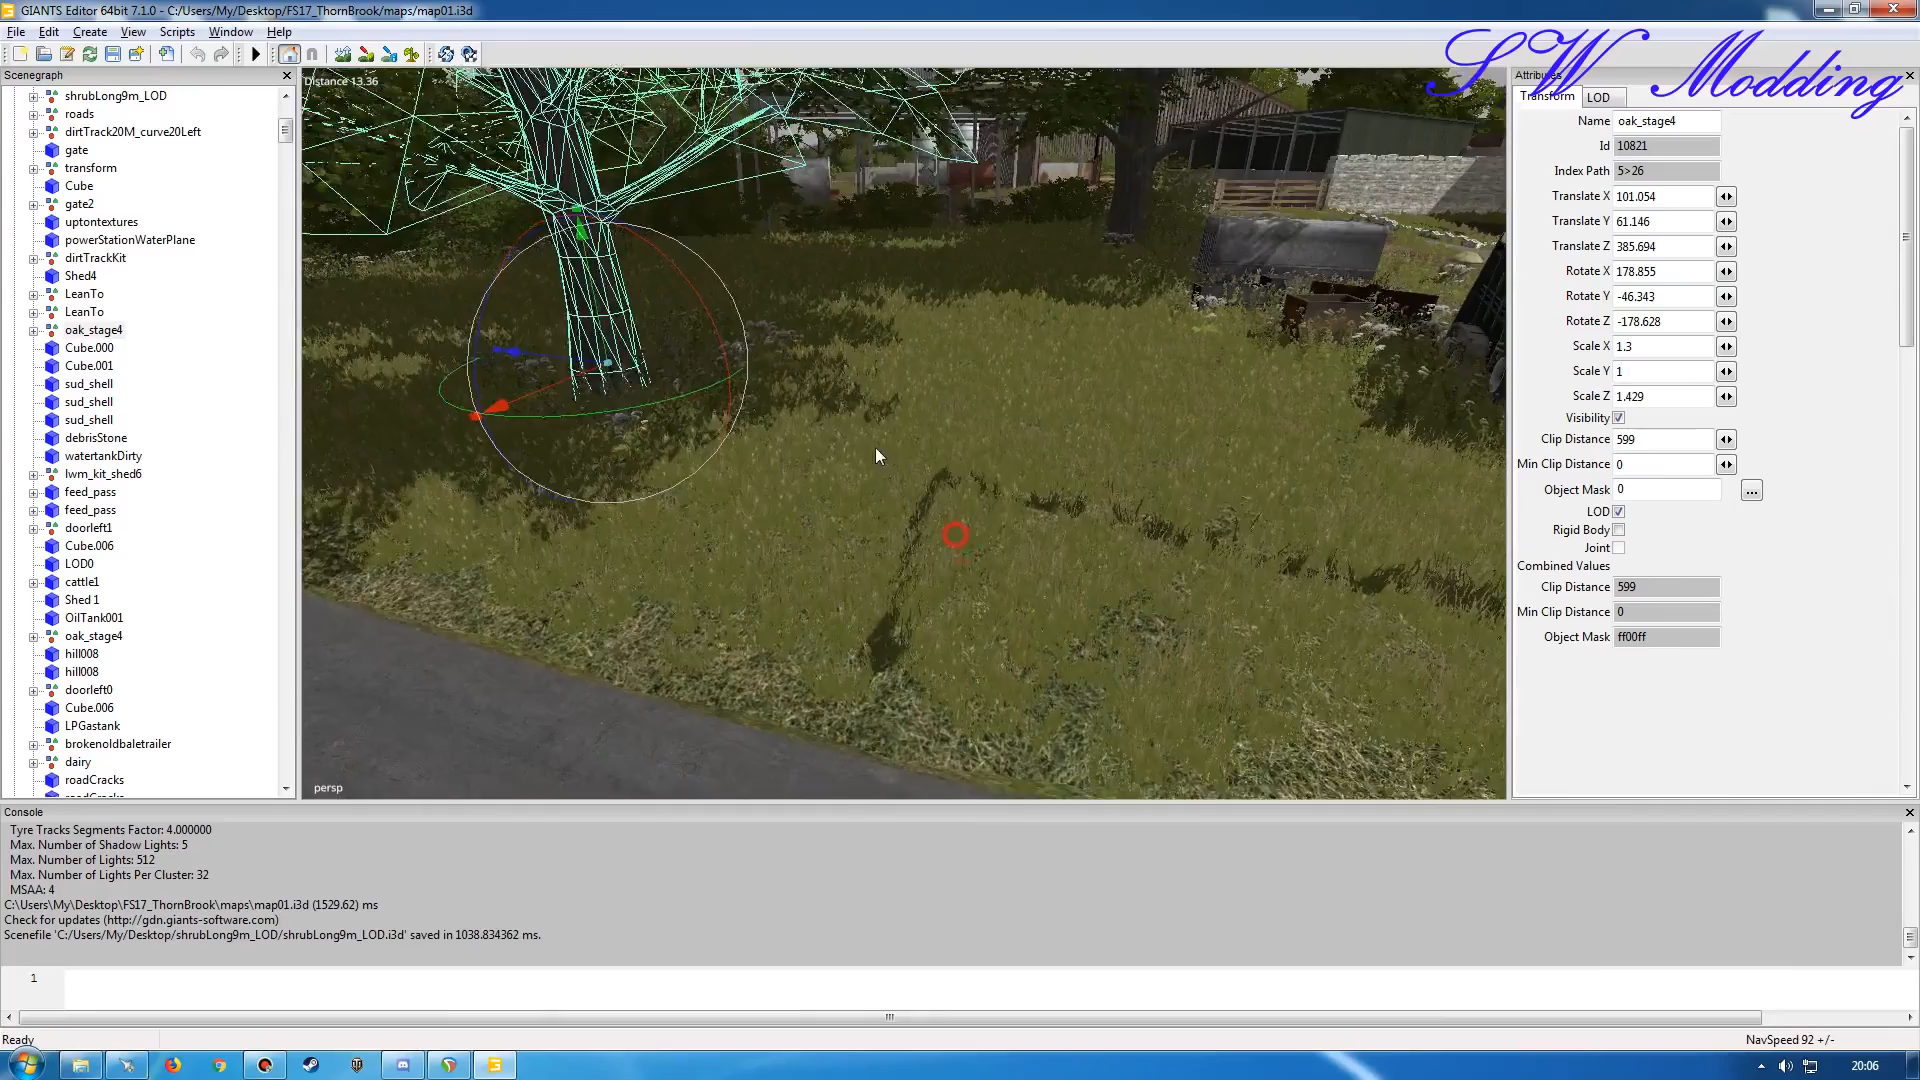 GIANTS Editor 64bit 7.1.0 - C:/Users/My/Desktop/FS17_ThornBrook/maps/map01.i3d
File Edit Create View Scripts Window Help
SW Modding
Scenegraph
shrubLong9m_LOD
roads
dirtTrack20M_curve20Left
gate
transform
Cube
gate2
uptontextures
powerStationWaterPlane
dirtTrackKit
Shed4
LeanTo
LeanTo
oak_stage4
Cube.000
Cube.001
sud_shell
sud_shell
sud_shell
debrisStone
watertankDirty
lwm_kit_shed6
feed_pass
feed_pass
doorleft1
Cube.006
LOD0
cattle1
Shed 1
OilTank001
oak_stage4
hill008
hill008
doorleft0
Cube.006
LPGastank
brokenoldbaletrailer
dairy
roadCracks
roadCracks
Distance 13.36
persp
Attributes
Transform LOD
Name oak_stage4
Id 10821
Index Path 5>26
Translate X 101.054
Translate Y 61.146
Translate Z 385.694
Rotate X 178.855
Rotate Y -46.343
Rotate Z -178.628
Scale X 1.3
Scale Y 1
Scale Z 1.429
Visibility
Clip Distance 599
Min Clip Distance 0
Object Mask 0 ...
LOD
Rigid Body
Joint
Combined Values
Clip Distance 599
Min Clip Distance 0
Object Mask ff00ff
Console
Tyre Tracks Segments Factor: 4.000000
Max. Number of Shadow Lights: 5
Max. Number of Lights: 512
Max. Number of Lights Per Cluster: 32
MSAA: 4
C:\Users\My\Desktop\FS17_ThornBrook\maps\map01.i3d (1529.62) ms
Check for updates (http://gdn.giants-software.com)
Scenefile 'C:/Users/My/Desktop/shrubLong9m_LOD/shrubLong9m_LOD.i3d' saved in 1038.834362 ms.
1
Ready
NavSpeed 92 +/-
20:06